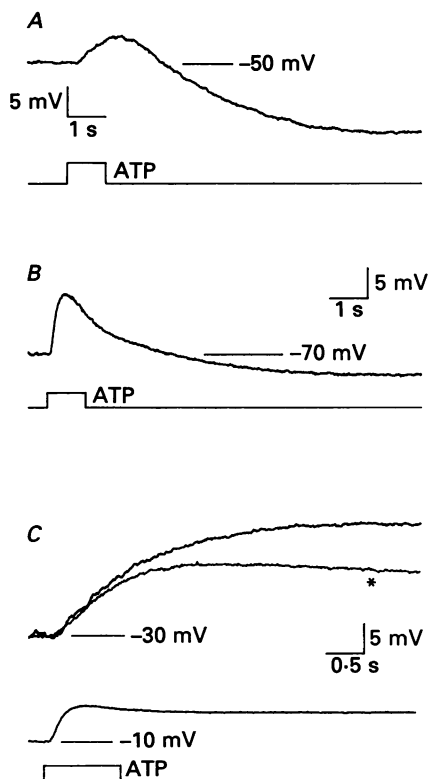 A
−50 mV
5 mV
1 s
ATP
B
5 mV
1 s
−70 mV
ATP
C
*
−30 mV
5 mV
0·5 s
−10 mV
ATP